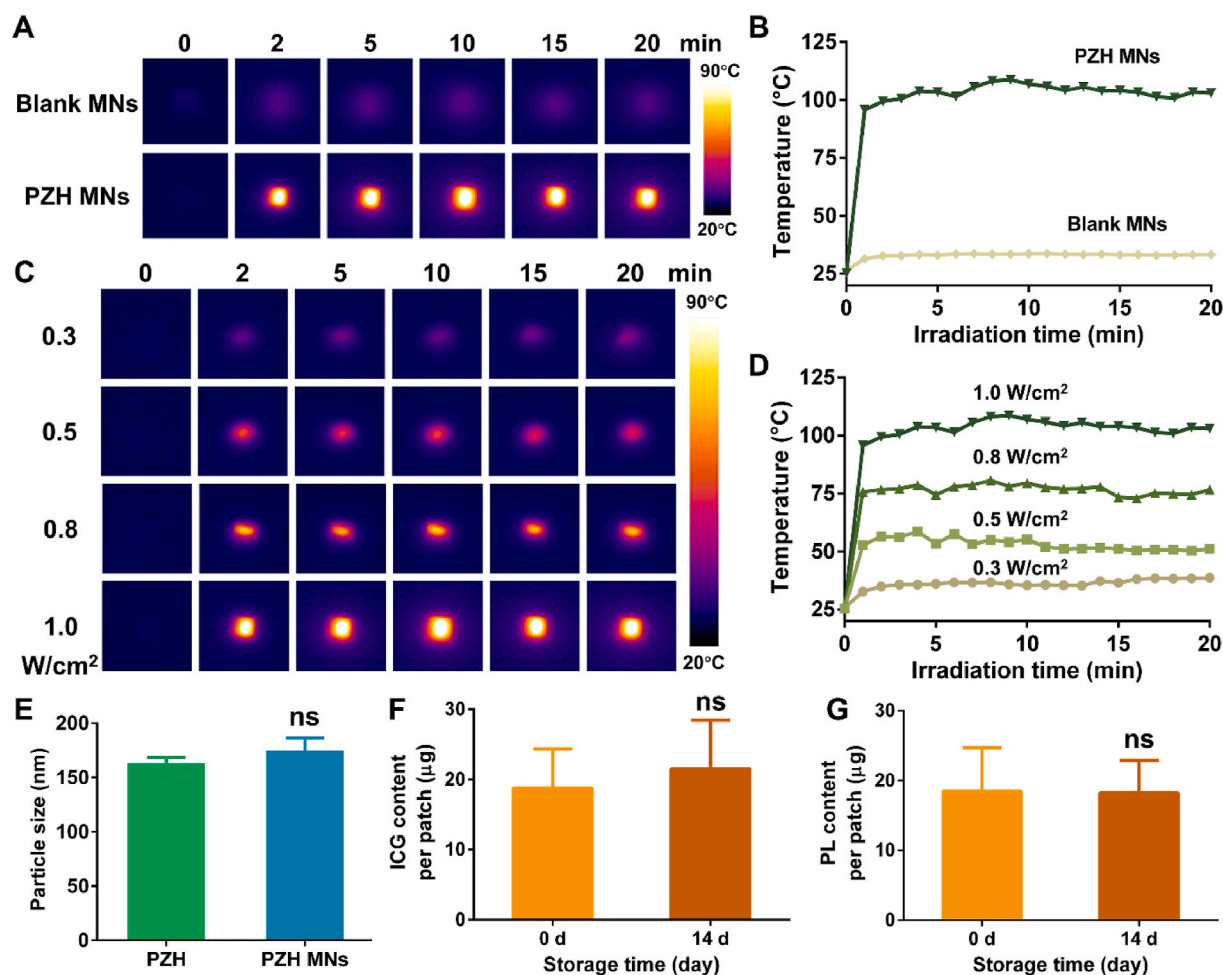 A
0 2 5 10 15 20 min
Blank MNs
PZH MNs
90°C
20°C
B
Temperature (°C)
125
100
75
50
25
PZH MNs
Blank MNs
0 5 10 15 20
Irradiation time (min)
C
0 2 5 10 15 20 min
0.3
0.5
0.8
1.0
W/cm²
90°C
20°C
D
Temperature (°C)
125
100
75
50
25
1.0 W/cm²
0.8 W/cm²
0.5 W/cm²
0.3 W/cm²
0 5 10 15 20
Irradiation time (min)
E
Particle size (nm)
200
150
100
50
0
ns
PZH PZH MNs
F
ICG content
per patch (μg)
30
20
10
0
ns
0 d 14 d
Storage time (day)
G
PL content
per patch (μg)
30
20
10
0
ns
0 d 14 d
Storage time (day)